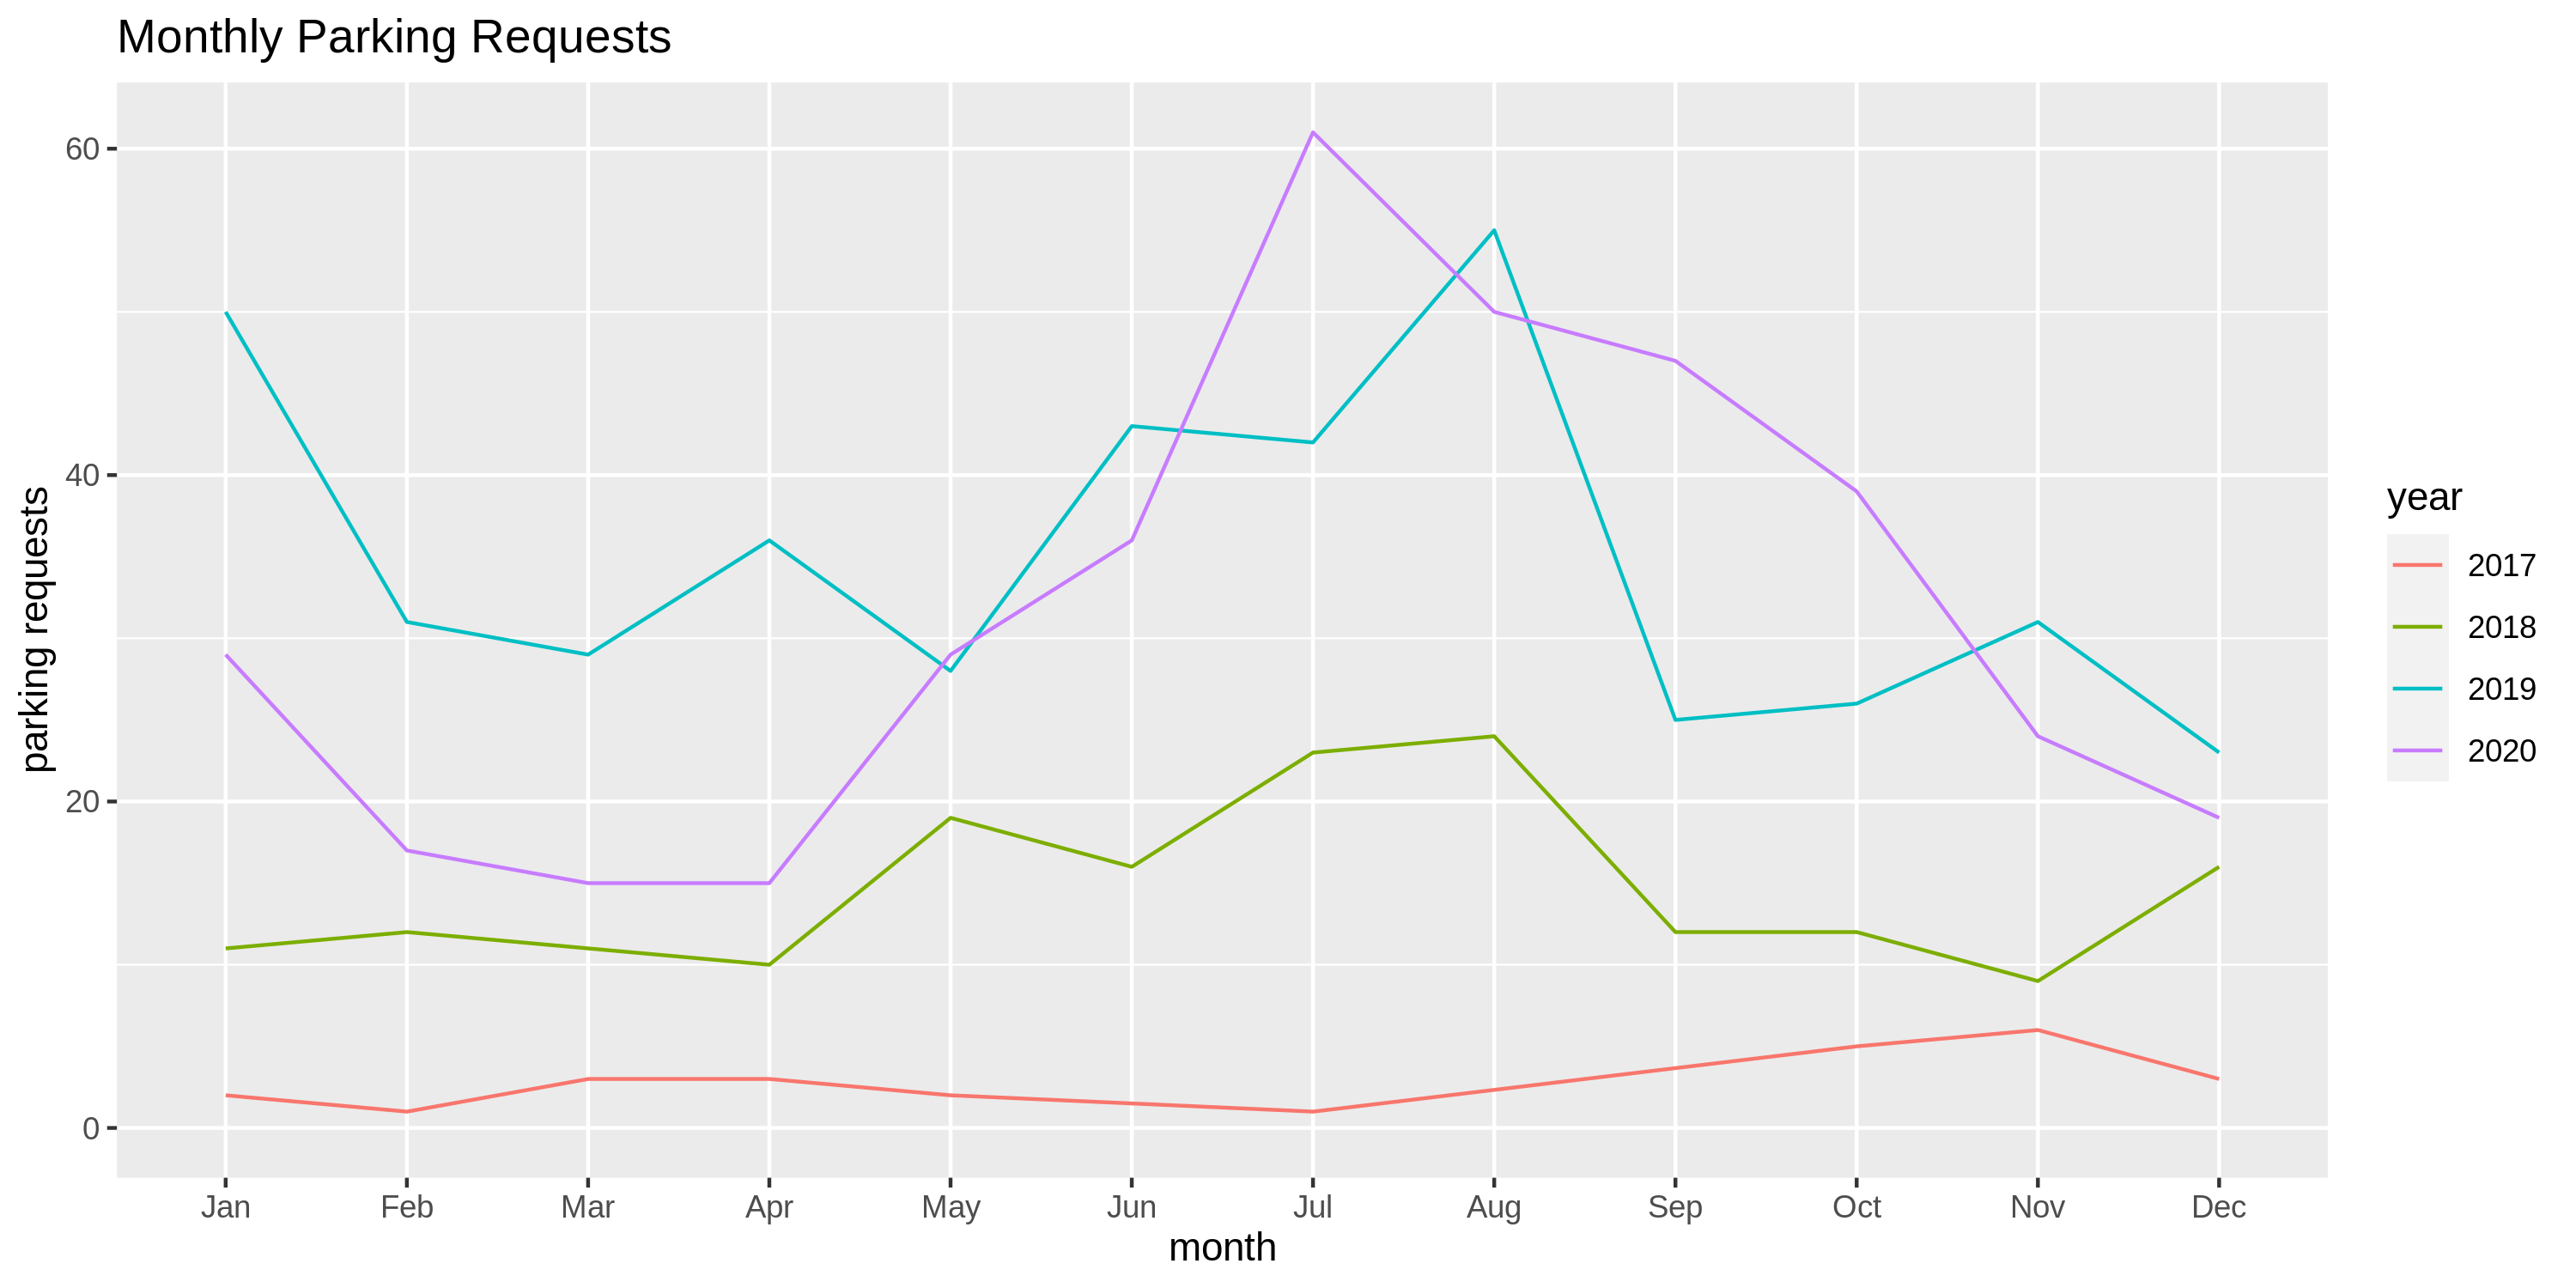 Monthly Parking Requests
60
40
20
0
parking requests
Jan Feb Mar Apr May Jun Jul Aug Sep Oct Nov Dec
month
year
2017
2018
2019
2020